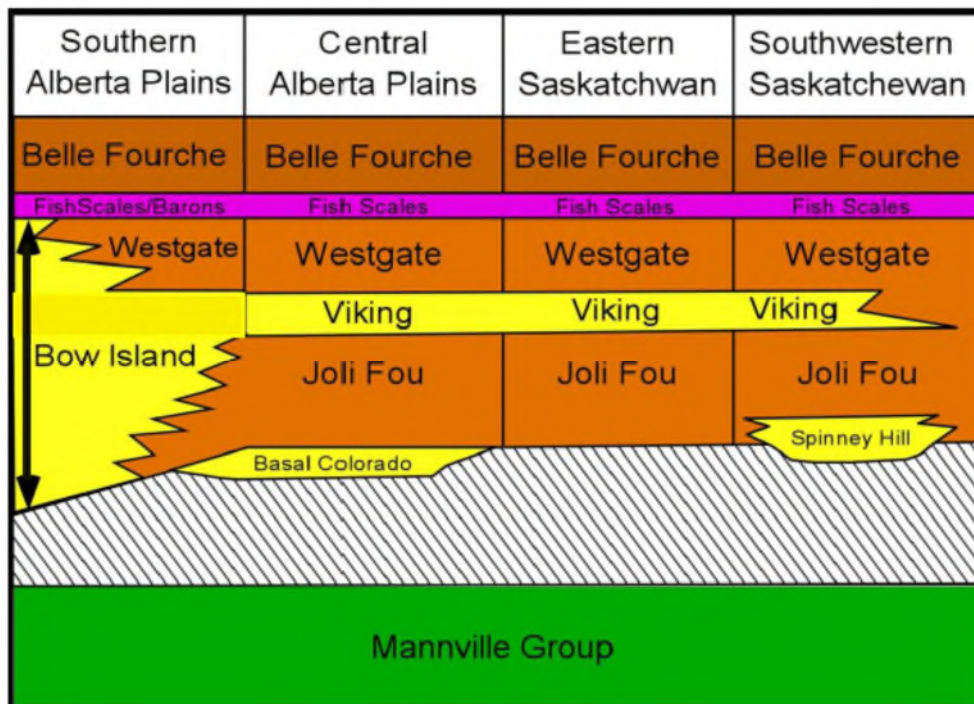 Southern
Alberta Plains
Central
Alberta Plains
Eastern
Saskatchwan
Southwestern
Saskatchewan
Belle Fourche
Belle Fourche
Belle Fourche
Belle Fourche
FishScales/Barons
Fish Scales
Fish Scales
Fish Scales
Westgate
Westgate
Westgate
Westgate
Viking
Viking
Viking
Bow Island
Joli Fou
Joli Fou
Joli Fou
Basal Colorado
Spinney Hill
Mannville Group